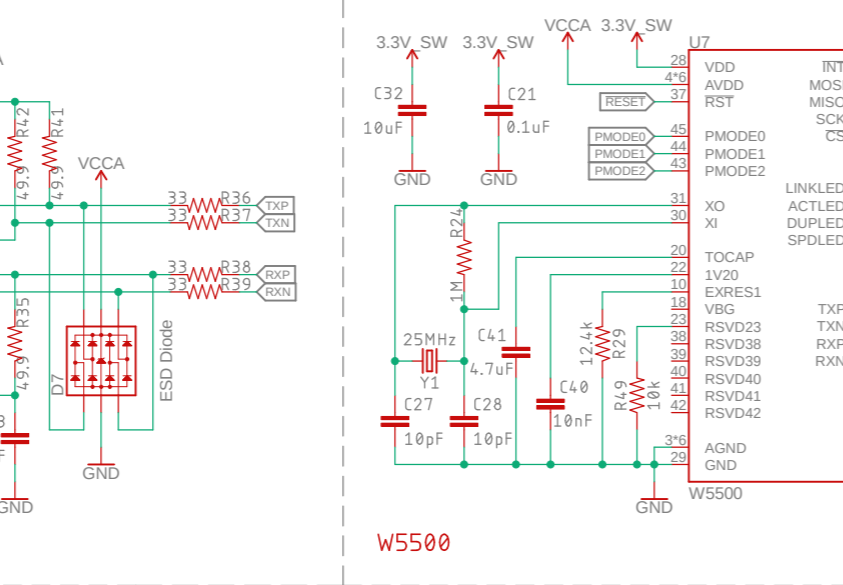 R42
R41
49.9
49.9
VCCA
33
R36
TXP
33
R37
TXN
33
R38
RXP
33
R39
RXN
R35
49.9
D7
ESD Diode
GND
GND
3.3V_SW
3.3V_SW
VCCA
3.3V_SW
C32
10uF
GND
C21
0.1uF
GND
U7
28
VDD
4*6
AVDD
RESET
37
RST
PMODE0
45
PMODE0
PMODE1
44
PMODE1
PMODE2
43
PMODE2
31
XO
30
XI
20
TOCAP
22
1V20
10
EXRES1
18
VBG
23
RSVD23
38
RSVD38
39
RSVD39
40
RSVD40
41
RSVD41
42
RSVD42
3*6
AGND
29
GND
INT
MOS
MISO
SCK
CS
LINKLED
ACTLED
DUPLED
SPDLED
TXP
TXN
RXP
RXN
R24
1M
25MHz
Y1
C27
10pF
C28
10pF
C41
4.7uF
C40
10nF
12.4k
R29
R49
10k
GND
W5500
W5500